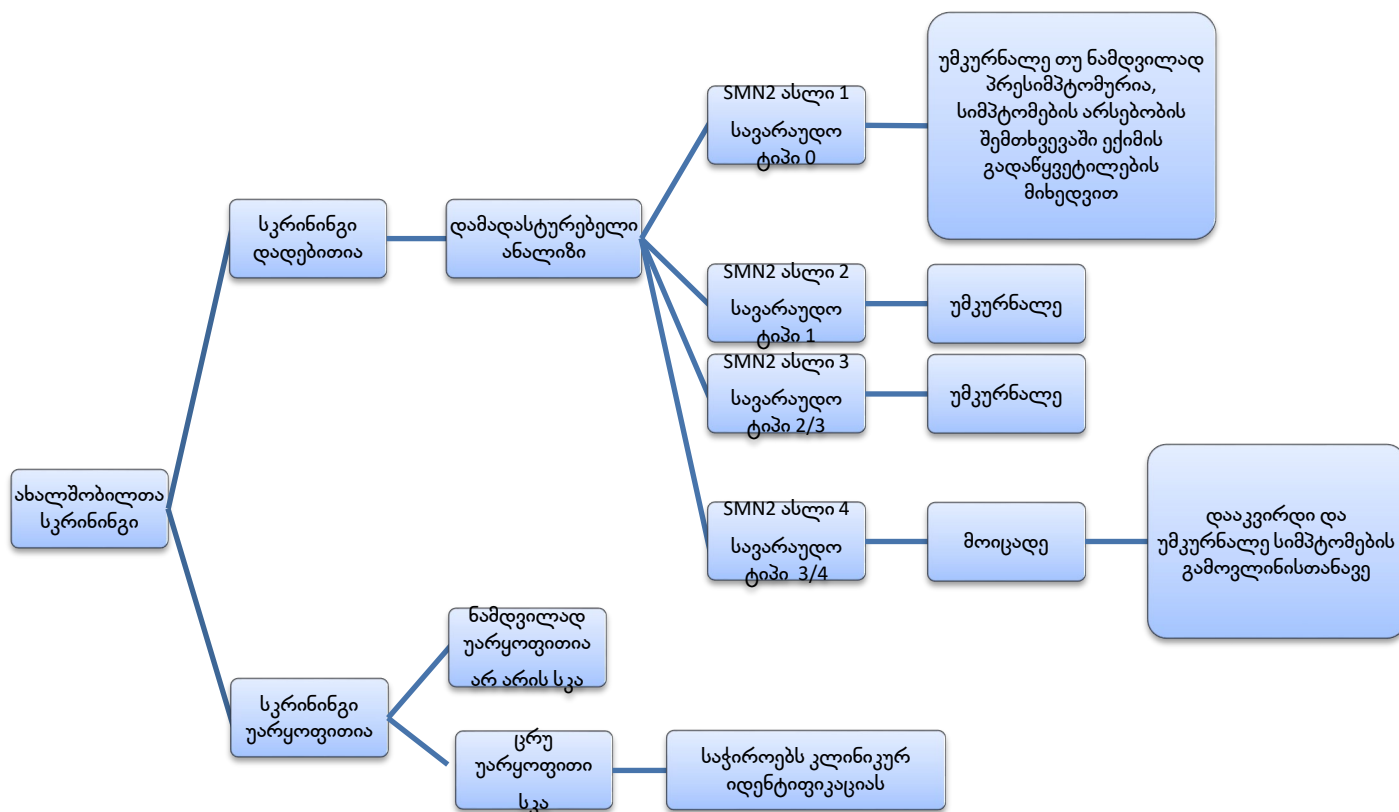 უმკურნალე თუ ნამდვილად
პრესიმპტომურია,
სიმპტომების არსებობის
შემთხვევაში ექიმის
გადაწყვეტილების
მიხედვით
SMN2 ასლი 1
სავარაუდო
ტიპი 0
სკრინინგი
დადებითია
დამადასტურებელი
ანალიზი
SMN2 ასლი 2
სავარაუდო
ტიპი 1
უმკურნალე
SMN2 ასლი 3
სავარაუდო
ტიპი 2/3
უმკურნალე
ახალშობილთა
სკრინინგი
SMN2 ასლი 4
სავარაუდო
ტიპი 3/4
მოიცადე
დააკვირდი და
უმკურნალე სიმპტომების
გამოვლინისთანავე
ნამდვილად
უარყოფითია
არ არის სკა
სკრინინგი
უარყოფითია
ცრუ
უარყოფითი
სკა
საჭიროებს კლინიკურ
იდენტიფიკაციას